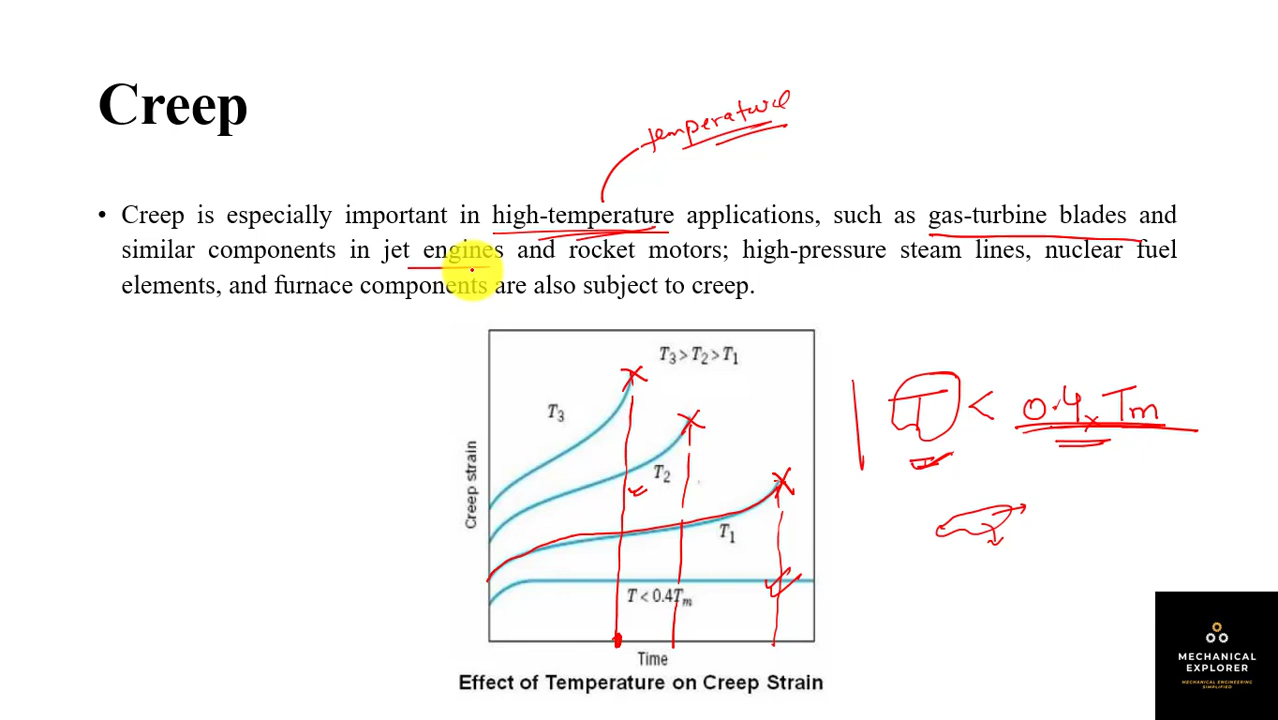 Creep
temperature
• Creep is especially important in high-temperature applications, such as gas-turbine blades and
similar components in jet engines and rocket motors; high-pressure steam lines, nuclear fuel
elements, and furnace components are also subject to creep.
T3 > T2 > T1
T3
T2
T1
T < 0.4Tm
Creep strain
Time
Effect of Temperature on Creep Strain
T < 0.4 x Tm
MECHANICAL
EXPLORER
MECHANICAL ENGINEERING
SIMPLIFIED